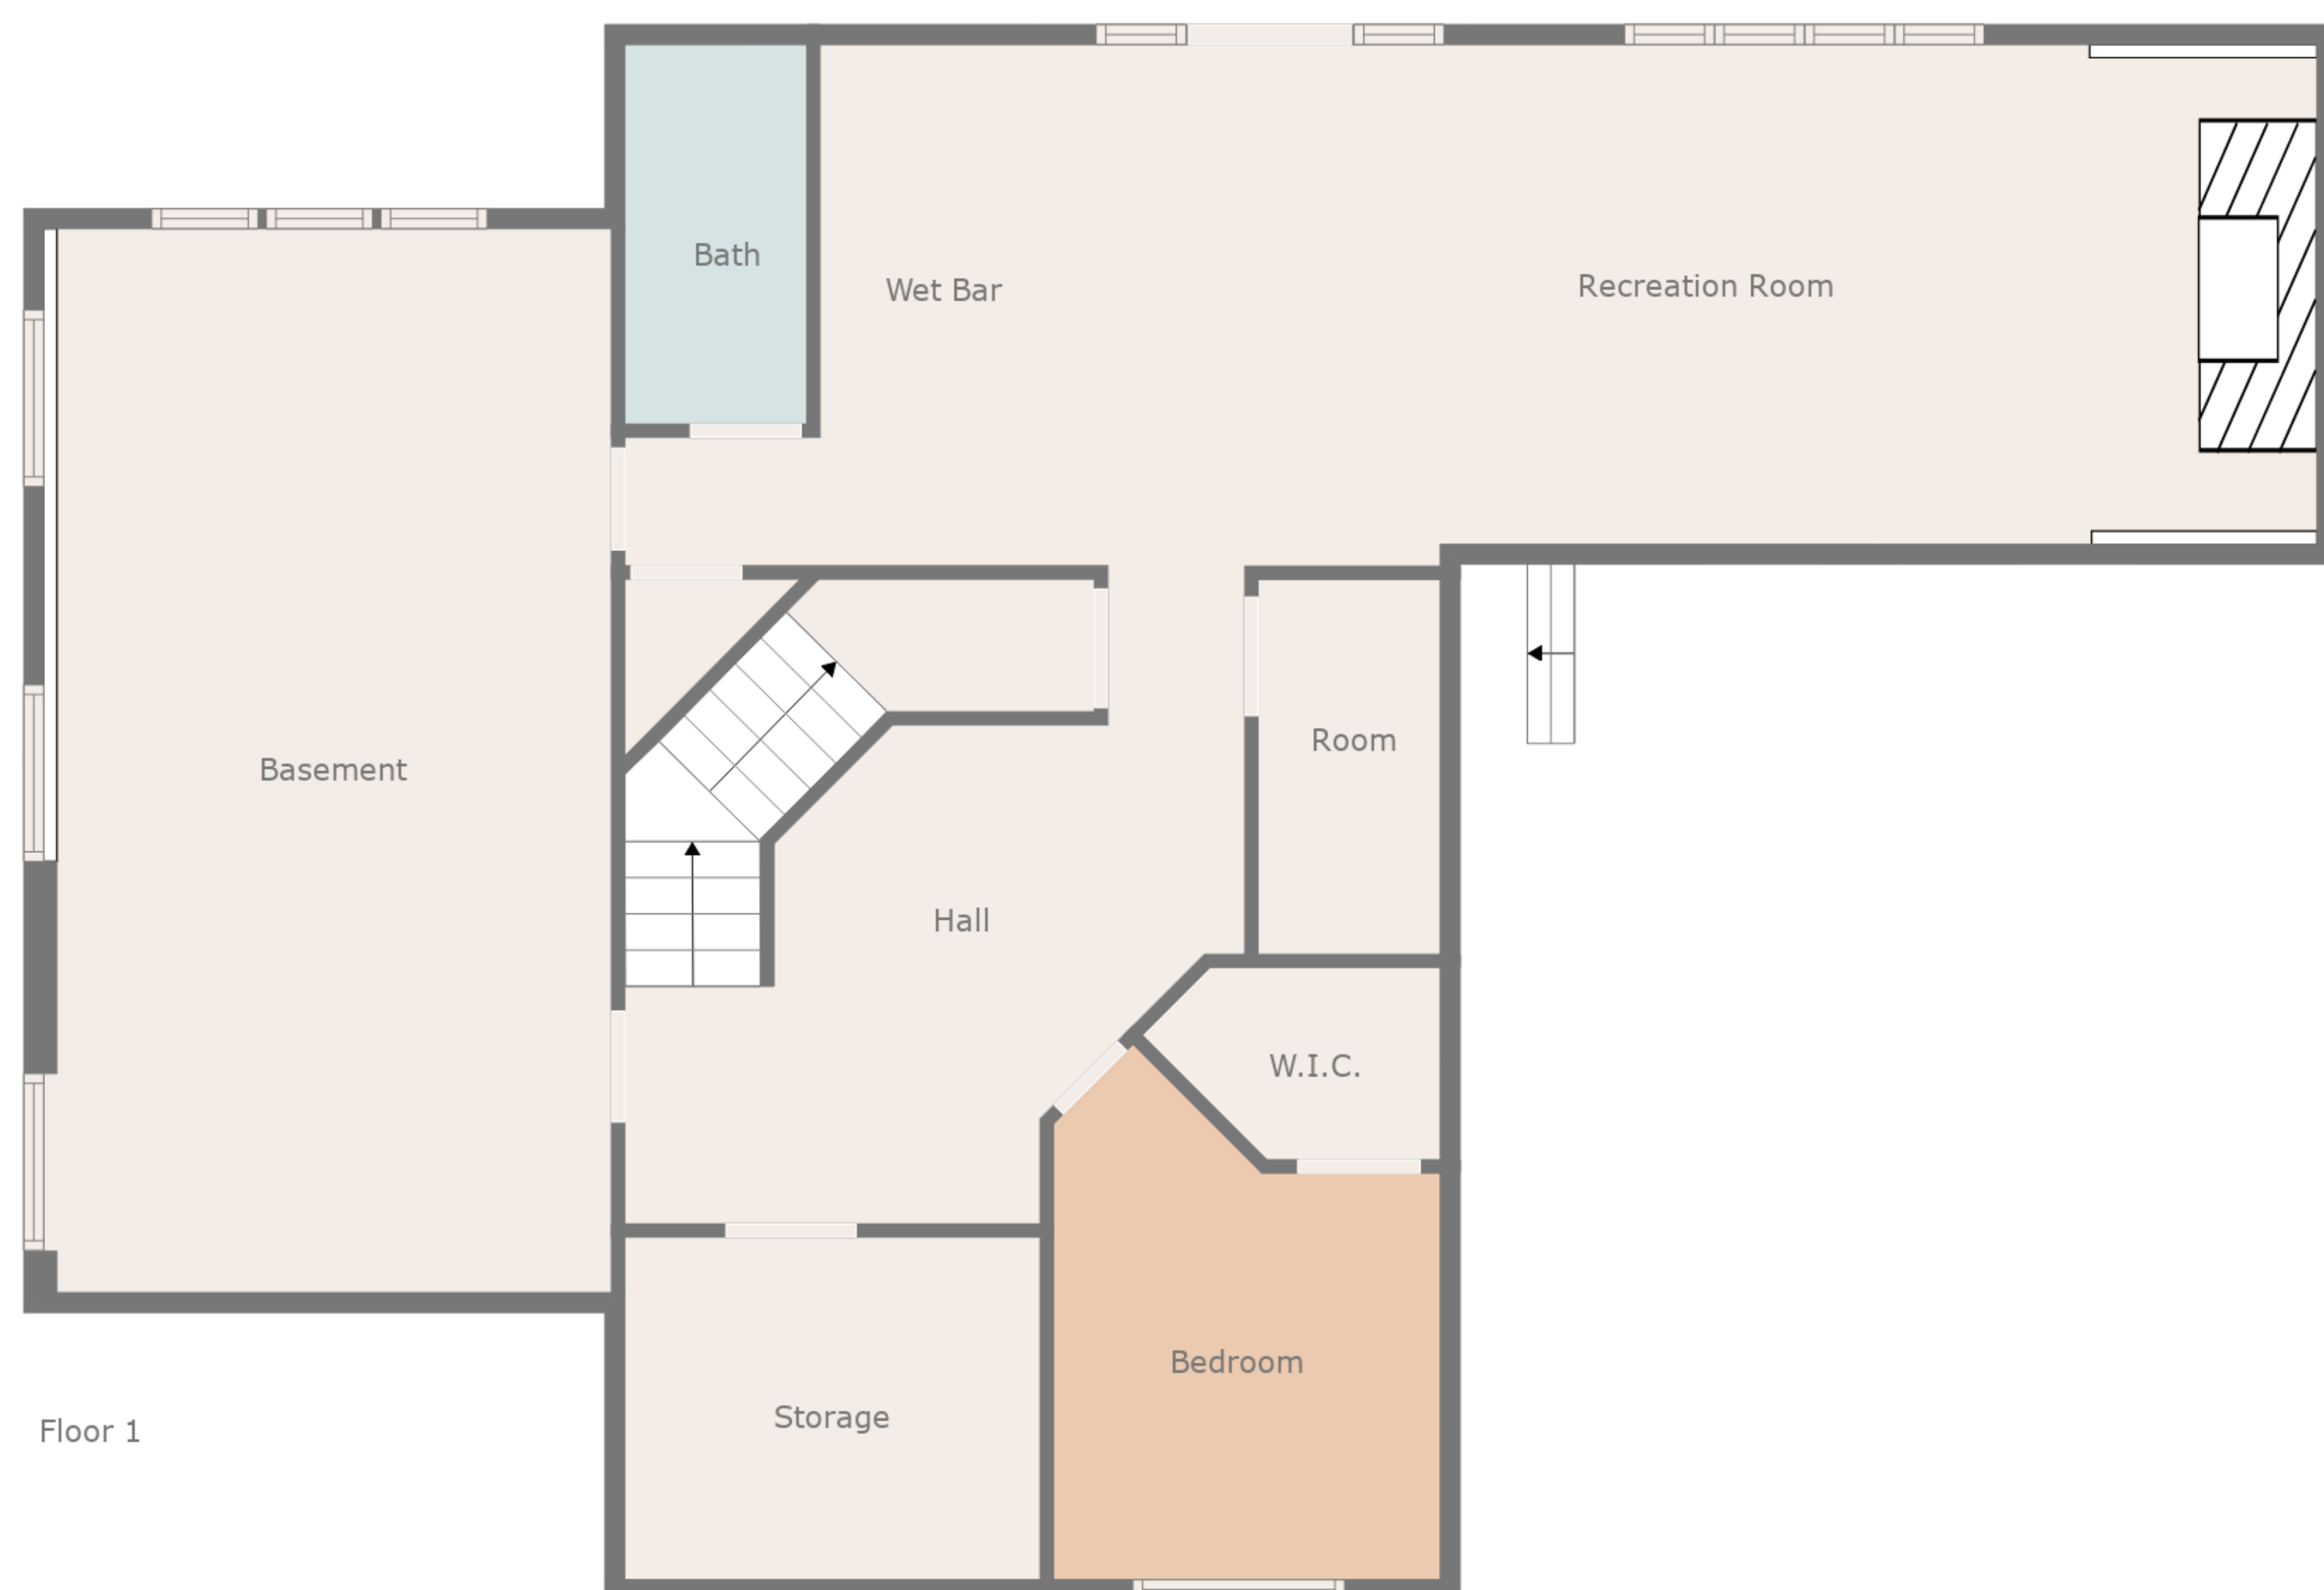 Bath
Wet Bar
Recreation Room
Basement
Room
Hall
W.I.C.
Bedroom
Storage
Floor 1